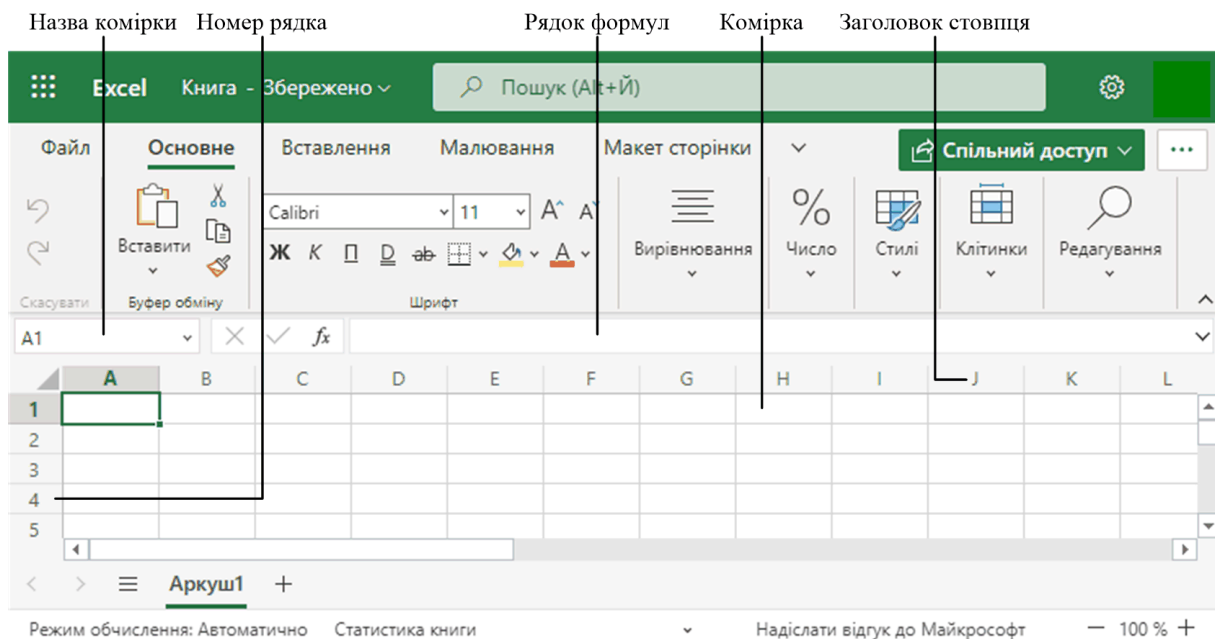 Назва комірки Номер рядка Рядок формул Комірка Заголовок стовпця
Excel Книга - Збережено Пошук (Alt+Й)
Файл Основне Вставлення Малювання Макет сторінки Спільний доступ ...
Calibri 11 A A
Вставити Ж К П D ab А Вирівнювання % Число Стилі Клітинки Редагування
Скасувати Буфер обміну Шрифт
A1 fx
A B C D E F G H I J K L
1
2
3
4
5
Аркуш1 +
Режим обчислення: Автоматично Статистика книги Надіслати відгук до Майкрософт — 100 % +